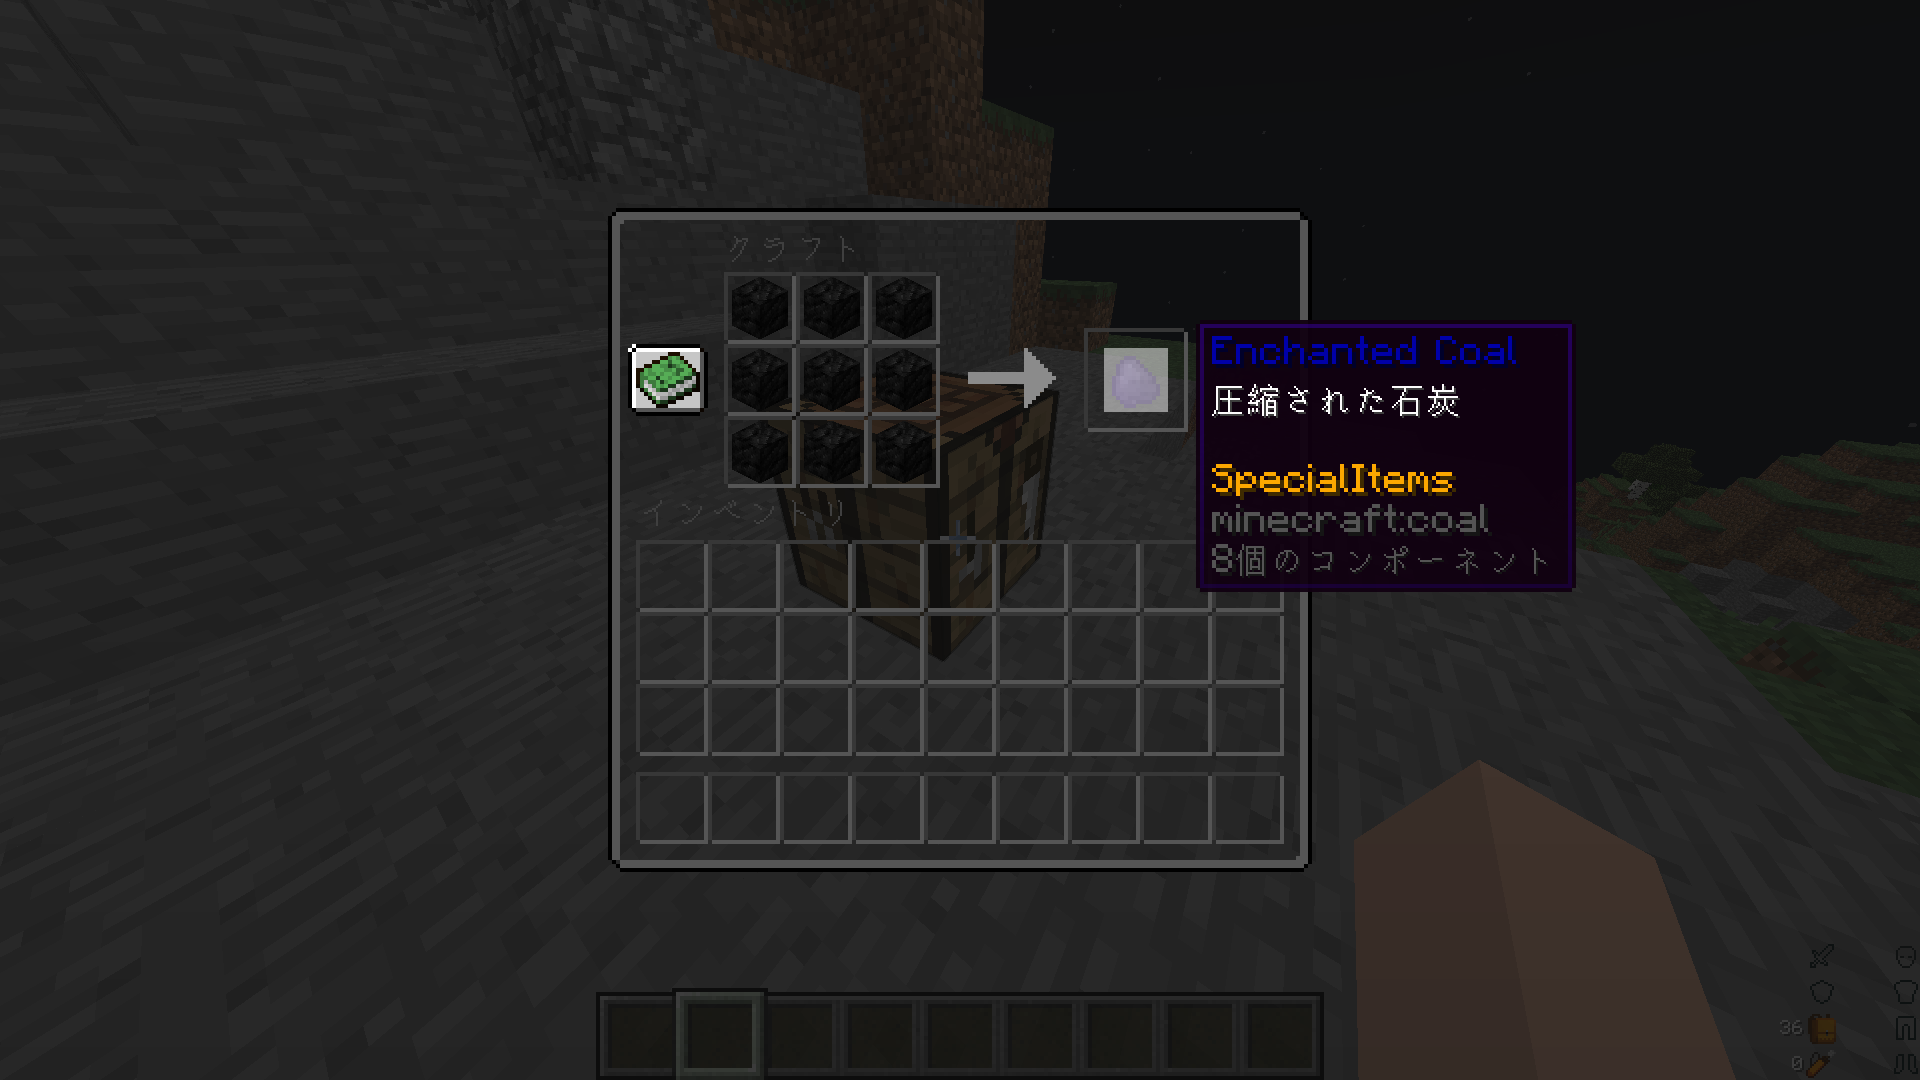 クラフト
Enchanted Coal
圧縮された石炭
SpecialItems
minecraft:coal
8個のコンポーネント
インベントリ
36
0